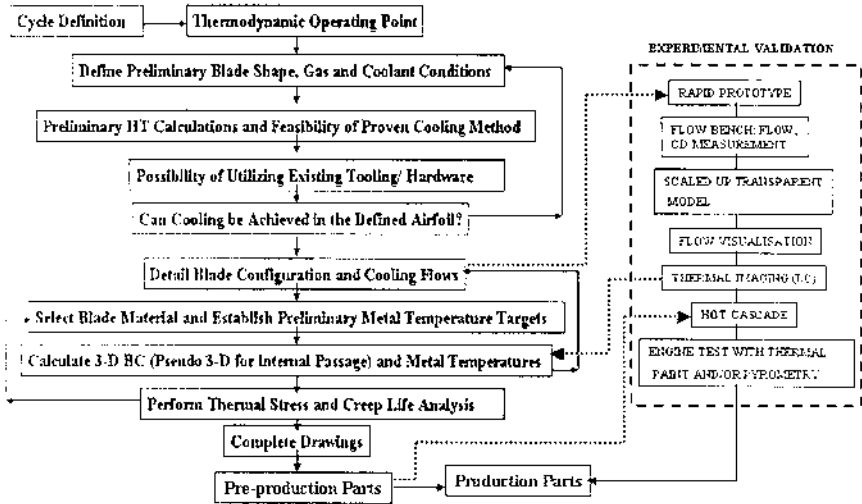 Cycle Definition
Thermodynamic Operating Point
Define Preliminary Blade Shape, Gas and Coolant Conditions
Preliminary HT Calculations and Feasibility of Proven Cooling Method
Possibility of Utilizing Existing Tooling/ Hardware
Can Cooling be Achieved in the Defined Airfoil?
Detail Blade Configuration and Cooling Flows
Select Blade Material and Establish Preliminary Metal Temperature Targets
Calculate 3-D BC (Pseudo 3-D for Internal Passage) and Metal Temperatures
Perform Thermal Stress and Creep Life Analysis
Complete Drawings
Pre-production Parts
Production Parts
EXPERIMENTAL VALIDATION
RAPID PROTOTYPE
FLOW BENCH: FLOW,
CD MEASUREMENT
SCALED UP TRANSPARENT
MODEL
FLOW VISUALISATION
THERMAL IMAGING (LC)
HOT CASCADE
ENGINE TEST WITH THERMAL
PAINT AND/OR PYROMETRY